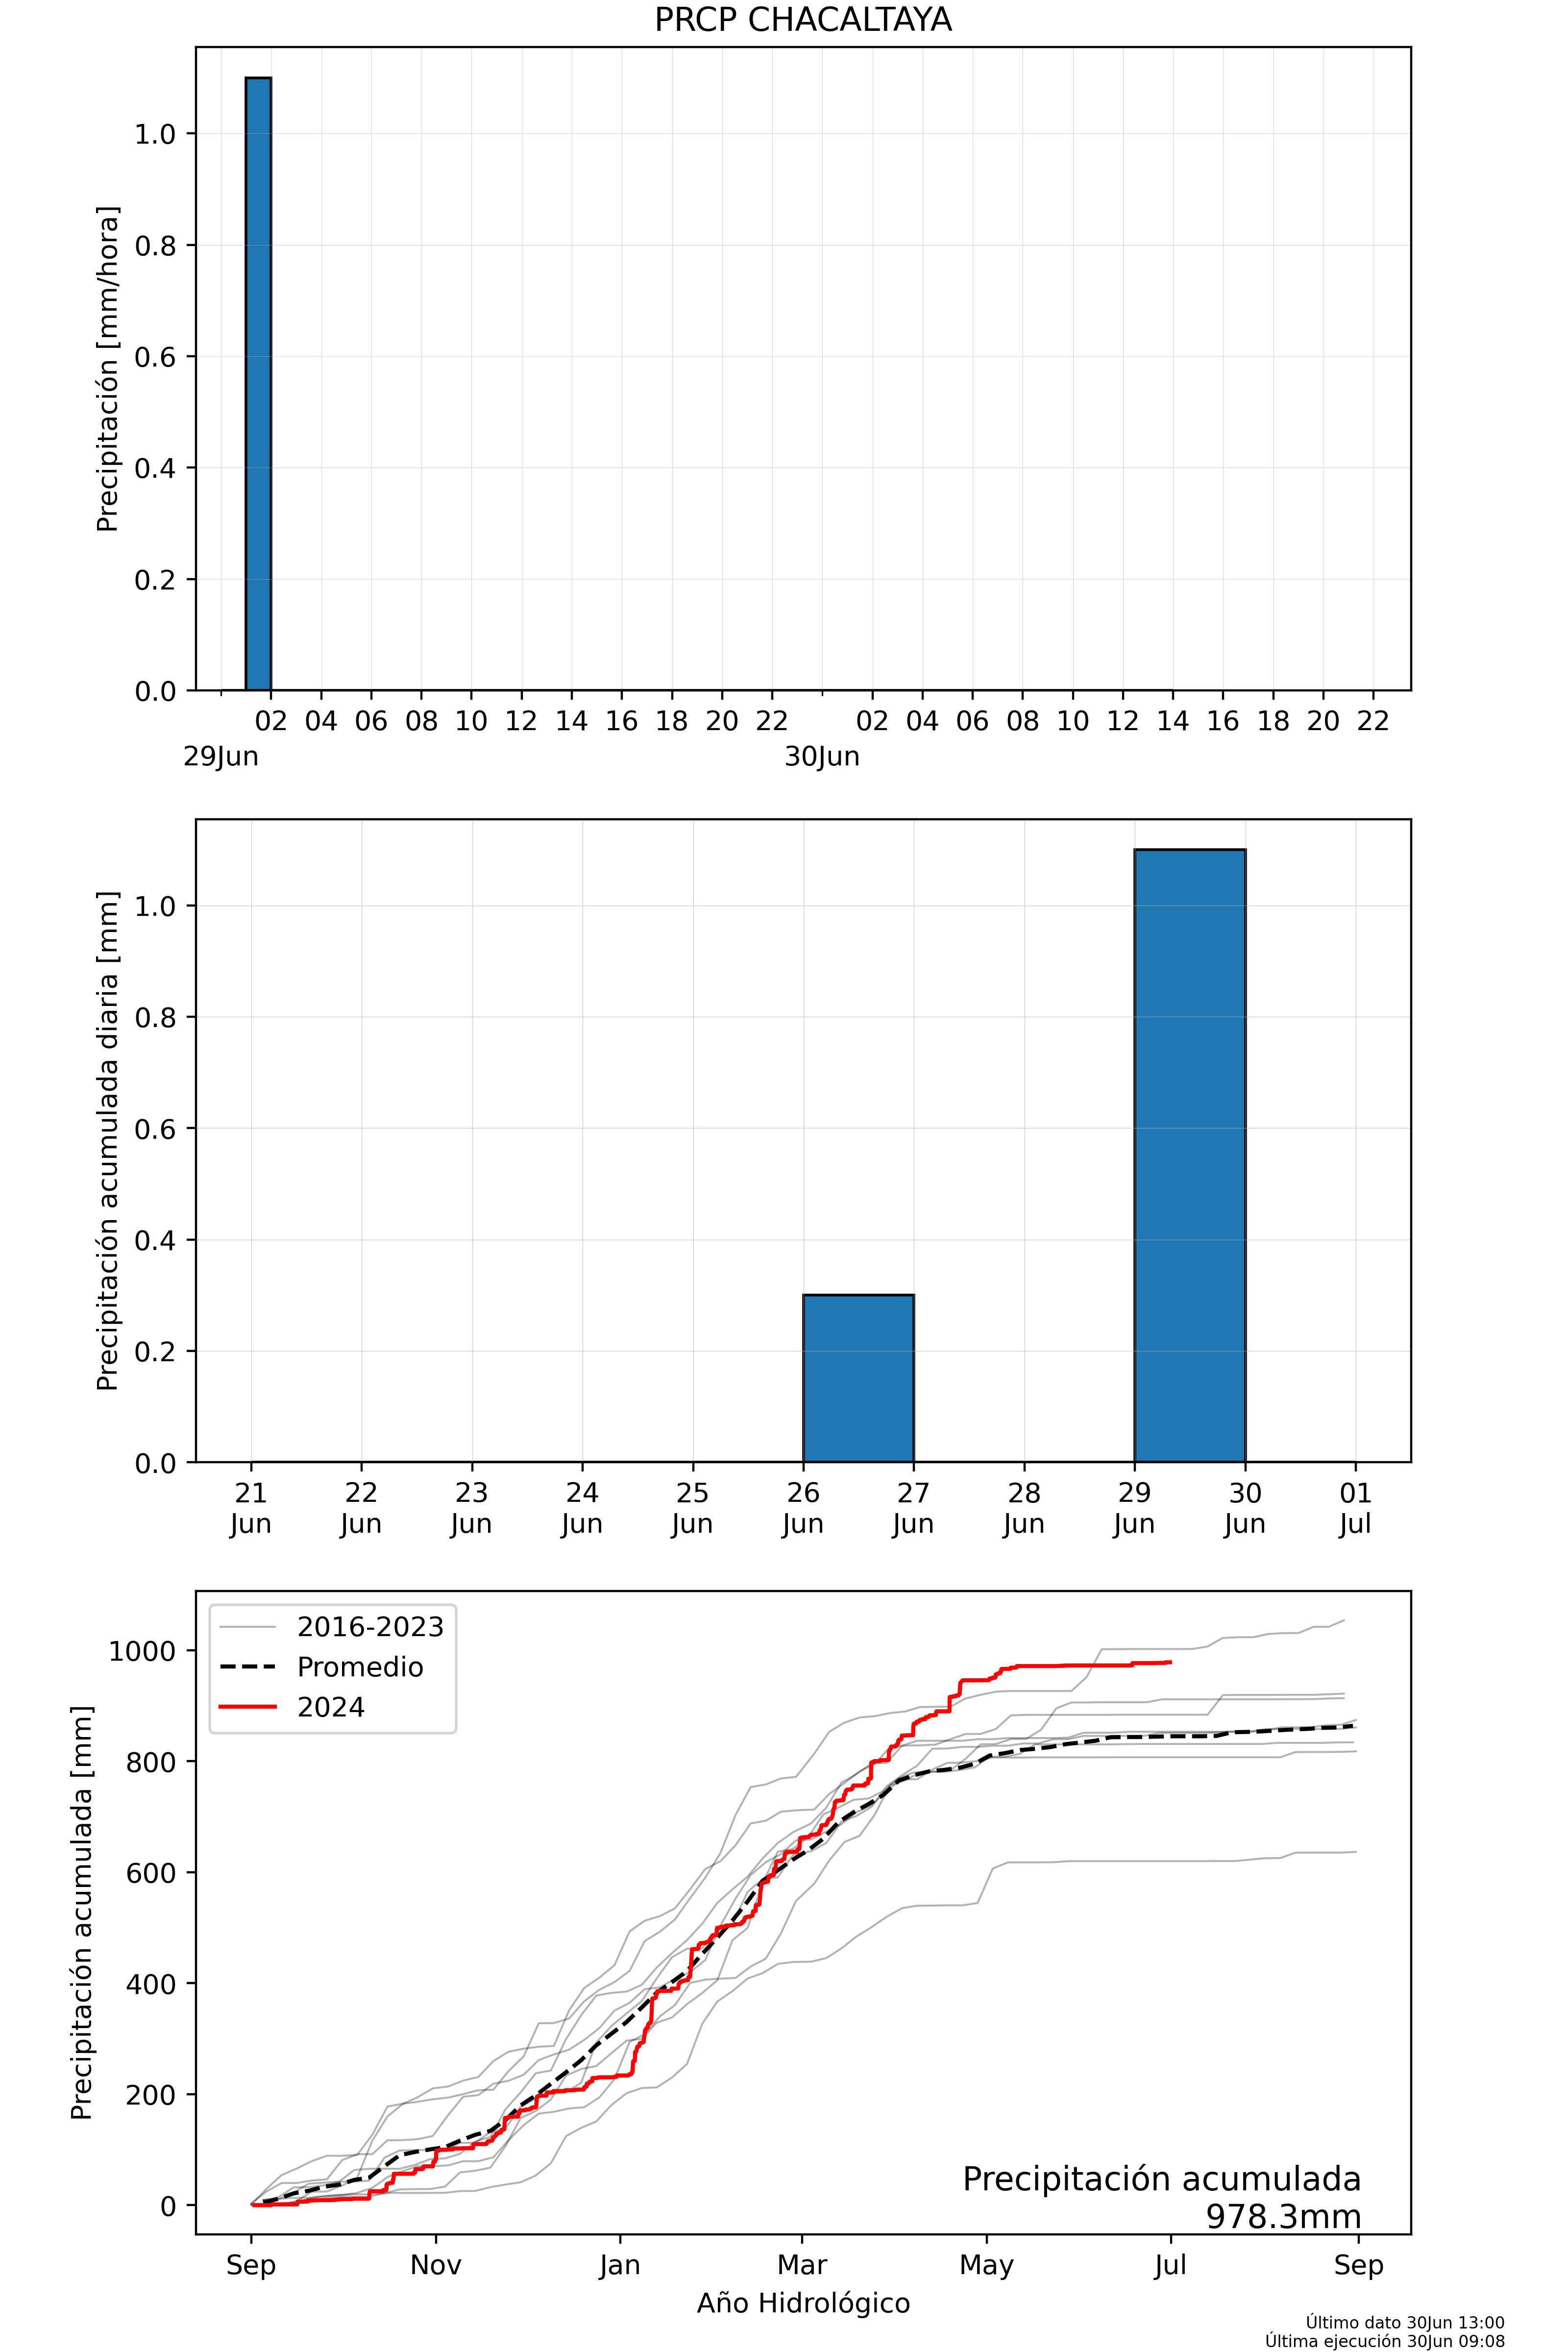 PRCP CHACALTAYA
Precipitación [mm/hora]
1.0
0.8
0.6
0.4
0.2
0.0
02 04 06 08 10 12 14 16 18 20 22 02 04 06 08 10 12 14 16 18 20 22
29Jun 30Jun
Precipitación acumulada diaria [mm]
1.0
0.8
0.6
0.4
0.2
0.0
21 22 23 24 25 26 27 28 29 30 01
Jun Jun Jun Jun Jun Jun Jun Jun Jun Jun Jul
Precipitación acumulada [mm]
1000
800
600
400
200
0
2016-2023
Promedio
2024
Precipitación acumulada
978.3mm
Sep Nov Jan Mar May Jul Sep
Año Hidrológico
Último dato 30Jun 13:00
Última ejecución 30Jun 09:08